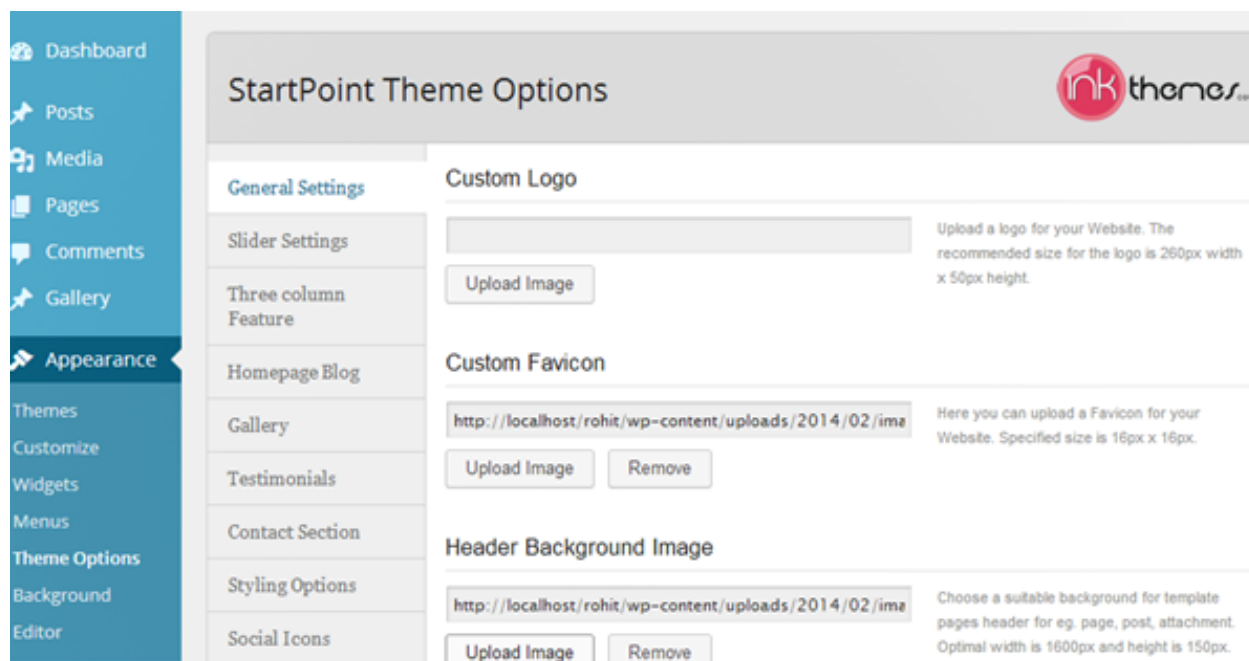 Dashboard
Posts
Media
Pages
Comments
Gallery
Appearance
Themes
Customize
Widgets
Menus
Theme Options
Background
Editor
StartPoint Theme Options
ink themes
General Settings
Slider Settings
Three column
Feature
Homepage Blog
Gallery
Testimonials
Contact Section
Styling Options
Social Icons
Custom Logo
Upload a logo for your Website. The
recommended size for the logo is 260px width
x 50px height.
Upload Image
Custom Favicon
http://localhost/rohit/wp-content/uploads/2014/02/ima
Here you can upload a Favicon for your
Website. Specified size is 16px x 16px.
Upload Image
Remove
Header Background Image
http://localhost/rohit/wp-content/uploads/2014/02/ima
Choose a suitable background for template
pages header for eg. page, post, attachment.
Optimal width is 1600px and height is 150px.
Upload Image
Remove